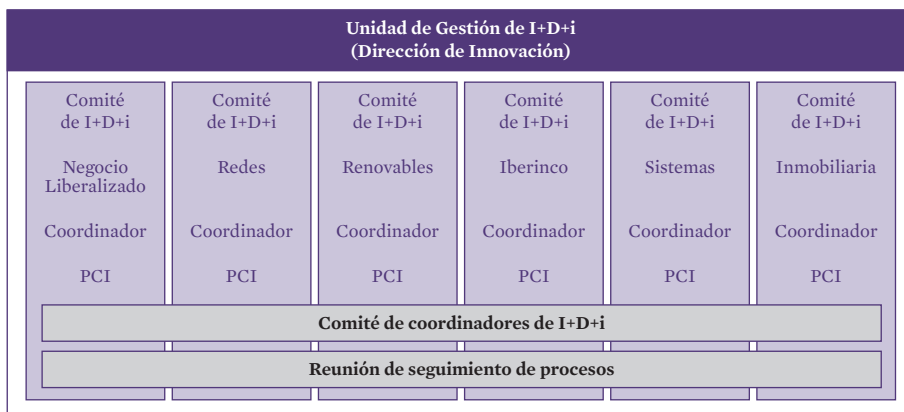 Unidad de Gestión de I+D+i
(Dirección de Innovación)
Comité
de I+D+i
Negocio
Liberalizado
Coordinador
PCI
Comité
de I+D+i
Redes
Coordinador
PCI
Comité
de I+D+i
Renovables
Coordinador
PCI
Comité
de I+D+i
Iberinco
Coordinador
PCI
Comité
de I+D+i
Sistemas
Coordinador
PCI
Comité
de I+D+i
Inmobiliaria
Coordinador
PCI
Comité de coordinadores de I+D+i
Reunión de seguimiento de procesos